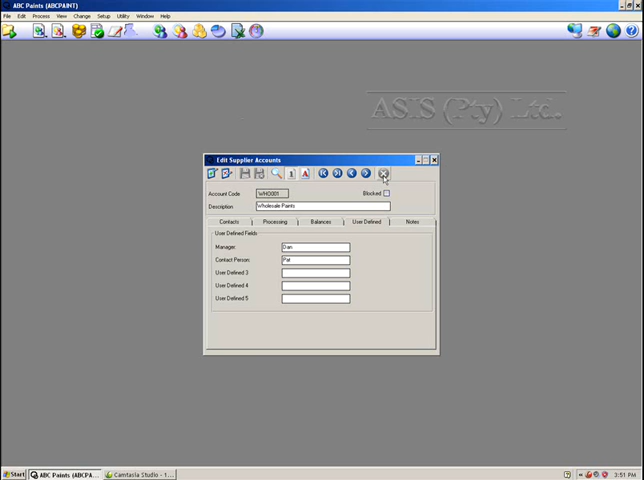 ABC Paints (ABCPAINT)
File Edit Process View Change Setup Utility Window Help
ASIS (Pty) Ltd.
Edit Supplier Accounts
1 A
Account Code WHO001 Blocked
Description Wholesale Paints
Contacts Processing Balances User Defined Notes
User Defined Fields
Manager: Dan
Contact Person: Pat
User Defined 3
User Defined 4
User Defined 5
Start ABC Paints (ABCPA... Camtasia Studio - 1... 3:51 PM